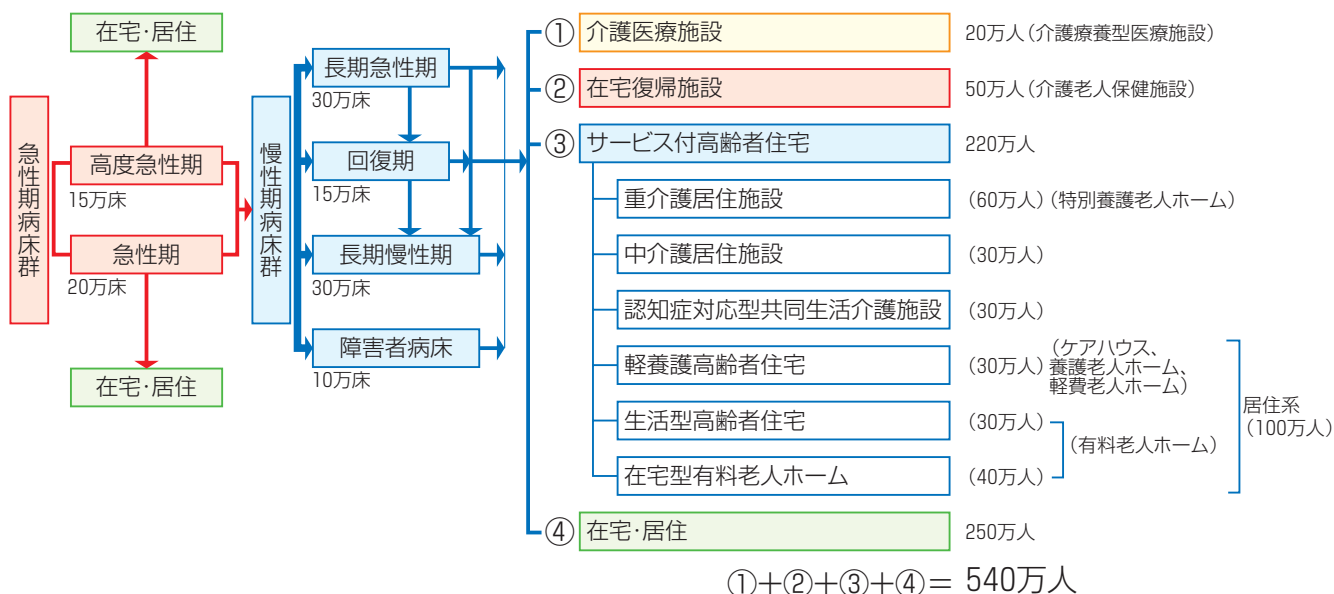 在宅・居住
急性期病床群
高度急性期
15万床
急性期
20万床
在宅・居住
慢性期病床群
長期急性期
30万床
回復期
15万床
長期慢性期
30万床
障害者病床
10万床
① 介護医療施設 20万人(介護療養型医療施設)
② 在宅復帰施設 50万人(介護老人保健施設)
③ サービス付高齢者住宅 220万人
重介護居住施設 (60万人)(特別養護老人ホーム)
中介護居住施設 (30万人)
認知症対応型共同生活介護施設 (30万人)
軽養護高齢者住宅 (30万人)
(ケアハウス、
養護老人ホーム、
軽費老人ホーム)
生活型高齢者住宅 (30万人)
(有料老人ホーム)
在宅型有料老人ホーム (40万人)
居住系
(100万人)
④ 在宅・居住 250万人
①+②+③+④= 540万人